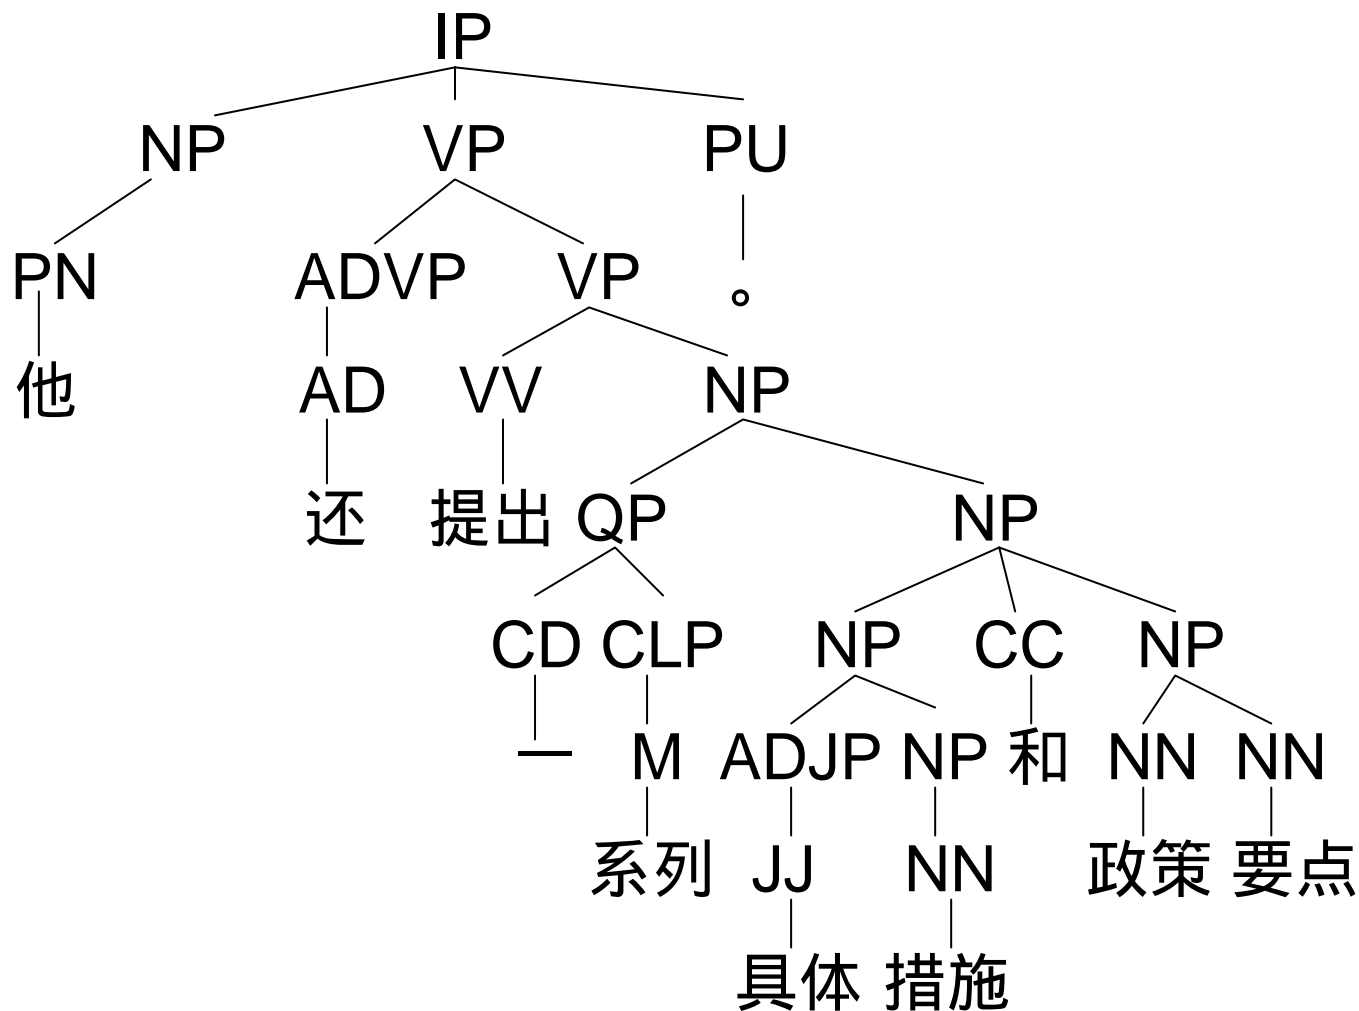 IP
NP VP PU
PN ADVP VP 。
他 AD VV NP
还 提出 QP NP
CD CLP NP CC NP
一 M ADJP NP 和 NN NN
系列 JJ NN 政策 要点
具体 措施